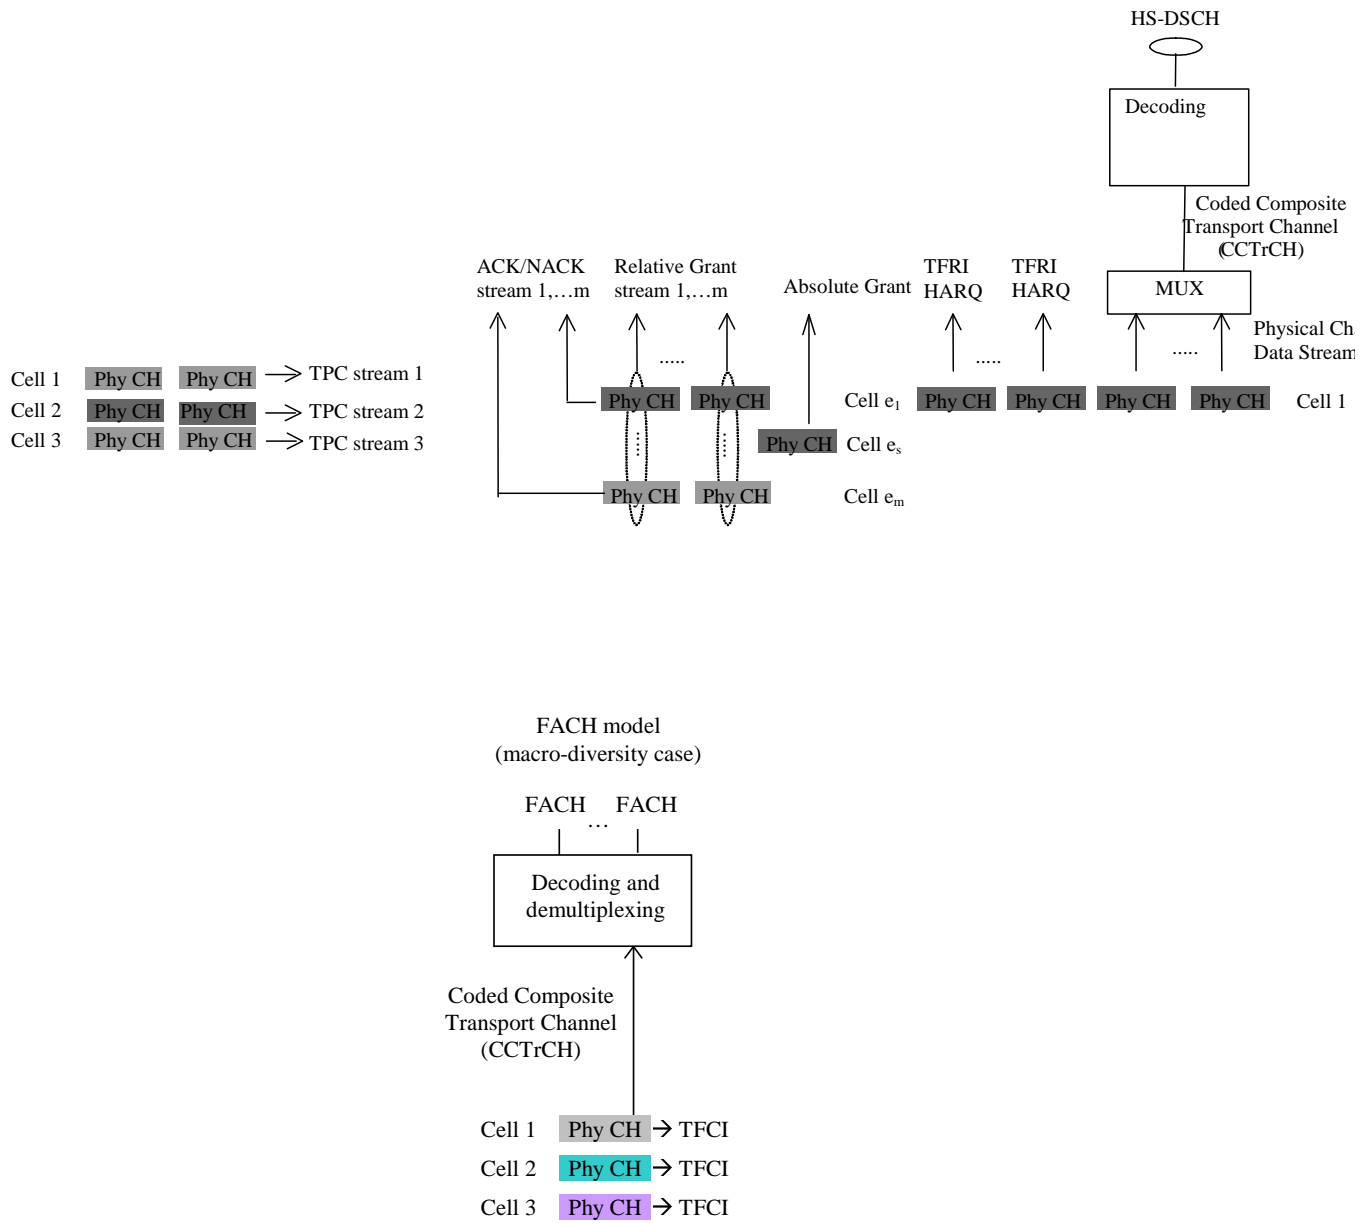 HS-DSCH
Decoding
Coded Composite
Transport Channel
(CCTrCH)
MUX
Physical Cha
Data Stream
ACK/NACK
stream 1,…m
Relative Grant
stream 1,…m
Absolute Grant
TFRI
HARQ
TFRI
HARQ
.....
.....
.....
Cell 1 Phy CH Phy CH TPC stream 1
Cell 2 Phy CH Phy CH TPC stream 2
Cell 3 Phy CH Phy CH TPC stream 3
Phy CH Phy CH Cell e1 Phy CH Phy CH Phy CH Phy CH Cell 1
Phy CH Cell es
Phy CH Phy CH Cell em
FACH model
(macro-diversity case)
FACH … FACH
Decoding and
demultiplexing
Coded Composite
Transport Channel
(CCTrCH)
Cell 1 Phy CH → TFCI
Cell 2 Phy CH → TFCI
Cell 3 Phy CH → TFCI